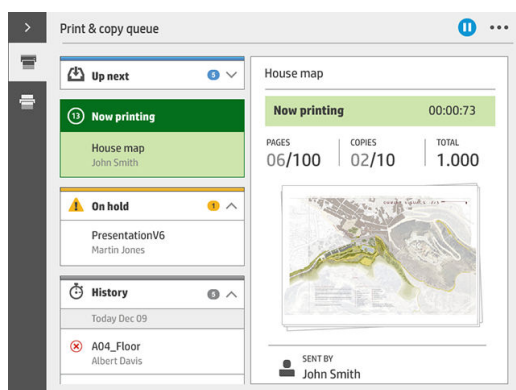 Print & copy queue
Up next
5
13
Now printing
House map
John Smith
On hold
1
PresentationV6
Martin Jones
History
5
Today Dec 09
A04_Floor
Albert Davis
House map
Now printing 00:00:73
PAGES COPIES TOTAL
06/100 02/10 1.000
SENT BY
John Smith